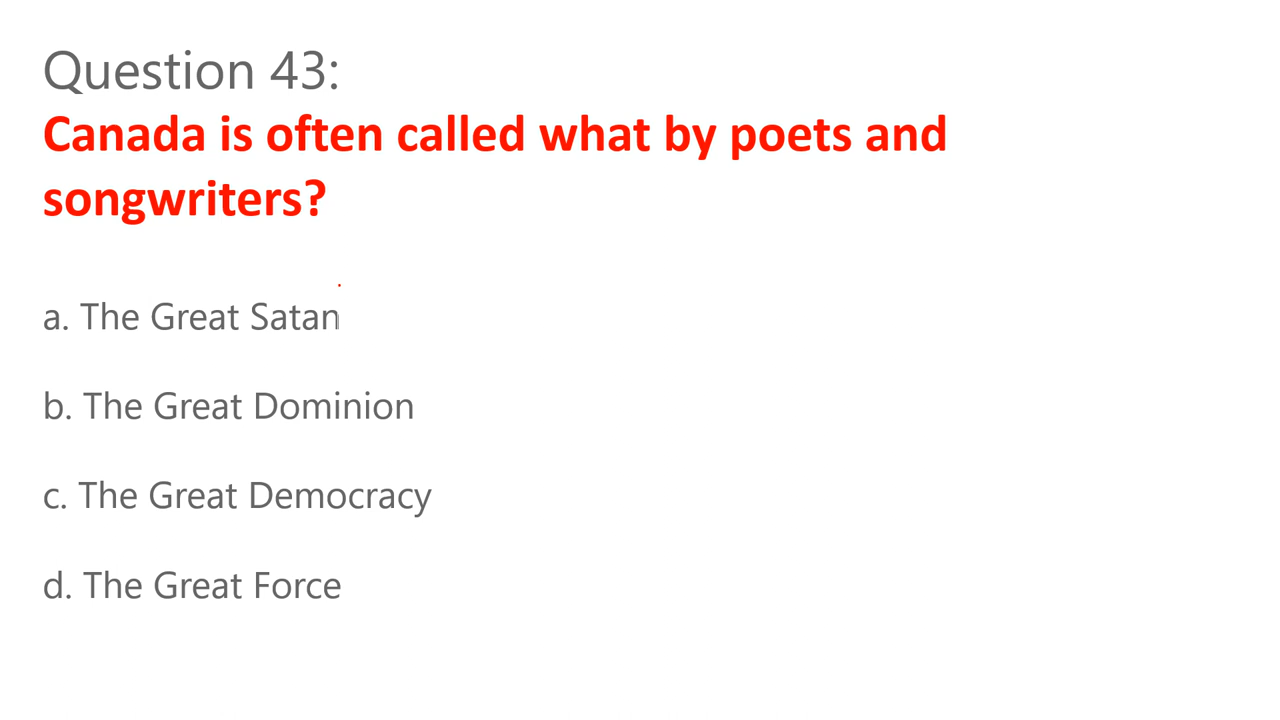 Question 43:
Canada is often called what by poets and
songwriters?
a. The Great Satan
b. The Great Dominion
c. The Great Democracy
d. The Great Force